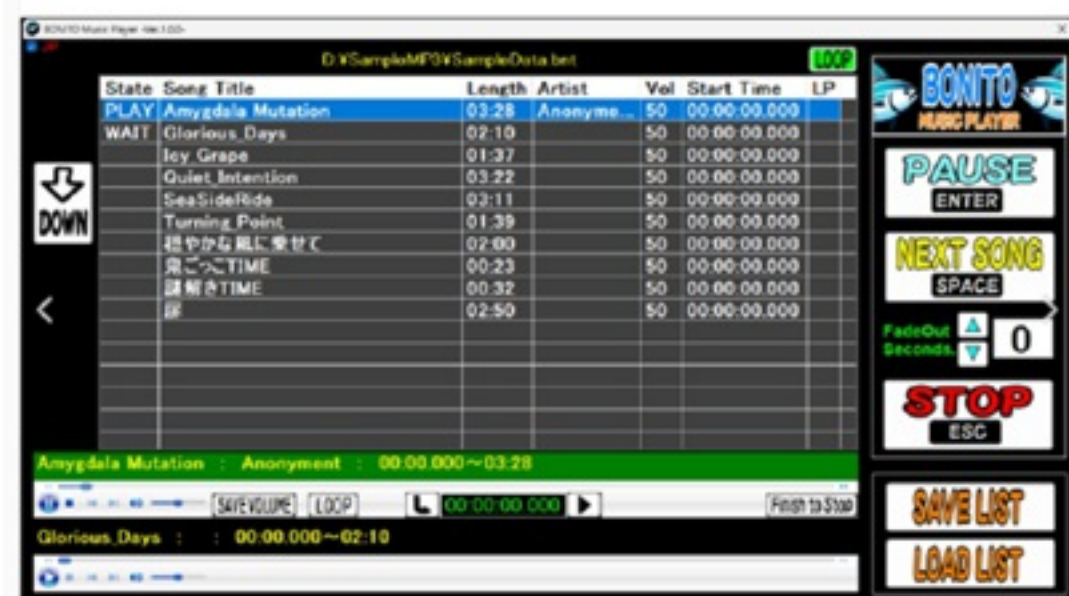 BONITO Music Player -Ver.1.0.0-
D:¥SampleMP3¥SampleData.bnt
LOOP
State Song Title Length Artist Vol Start Time LP
PLAY Amygdala Mutation 03:28 Anonyme... 50 00:00:00.000
WAIT Glorious_Days 02:10 50 00:00:00.000
Icy Grape 01:37 50 00:00:00.000
Quiet_Intention 03:22 50 00:00:00.000
SeaSideRide 03:11 50 00:00:00.000
Turning_Point 01:39 50 00:00:00.000
穏やかな風に乗せて 02:00 50 00:00:00.000
鬼ごっこTIME 00:23 50 00:00:00.000
謎解きTIME 00:32 50 00:00:00.000
扉 02:50 50 00:00:00.000
DOWN
Amygdala Mutation : Anonyment : 00:00.000～03:28
SAVE VOLUME LOOP 00:00:00.000 Finish to Stop
Glorious_Days : : 00:00.000～02:10
BONITO
MUSIC PLAYER
PAUSE
ENTER
NEXT SONG
SPACE
FadeOut
Seconds.
0
STOP
ESC
SAVE LIST
LOAD LIST